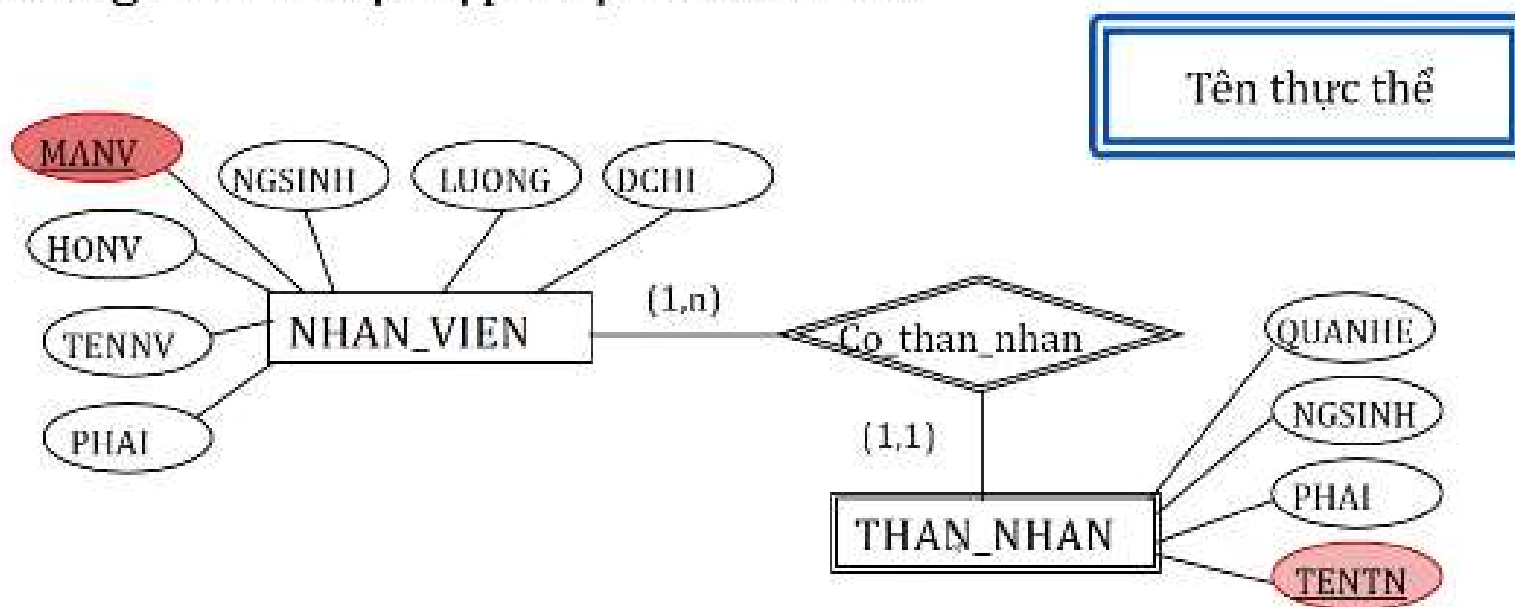 Tên thực thể
MANV
NGSINH
LUONG
DCHI
HONV
TENNV
PHAI
NHAN_VIEN
(1,n)
Co_than_nhan
(1,1)
THAN_NHAN
QUANHE
NGSINH
PHAI
TENTN